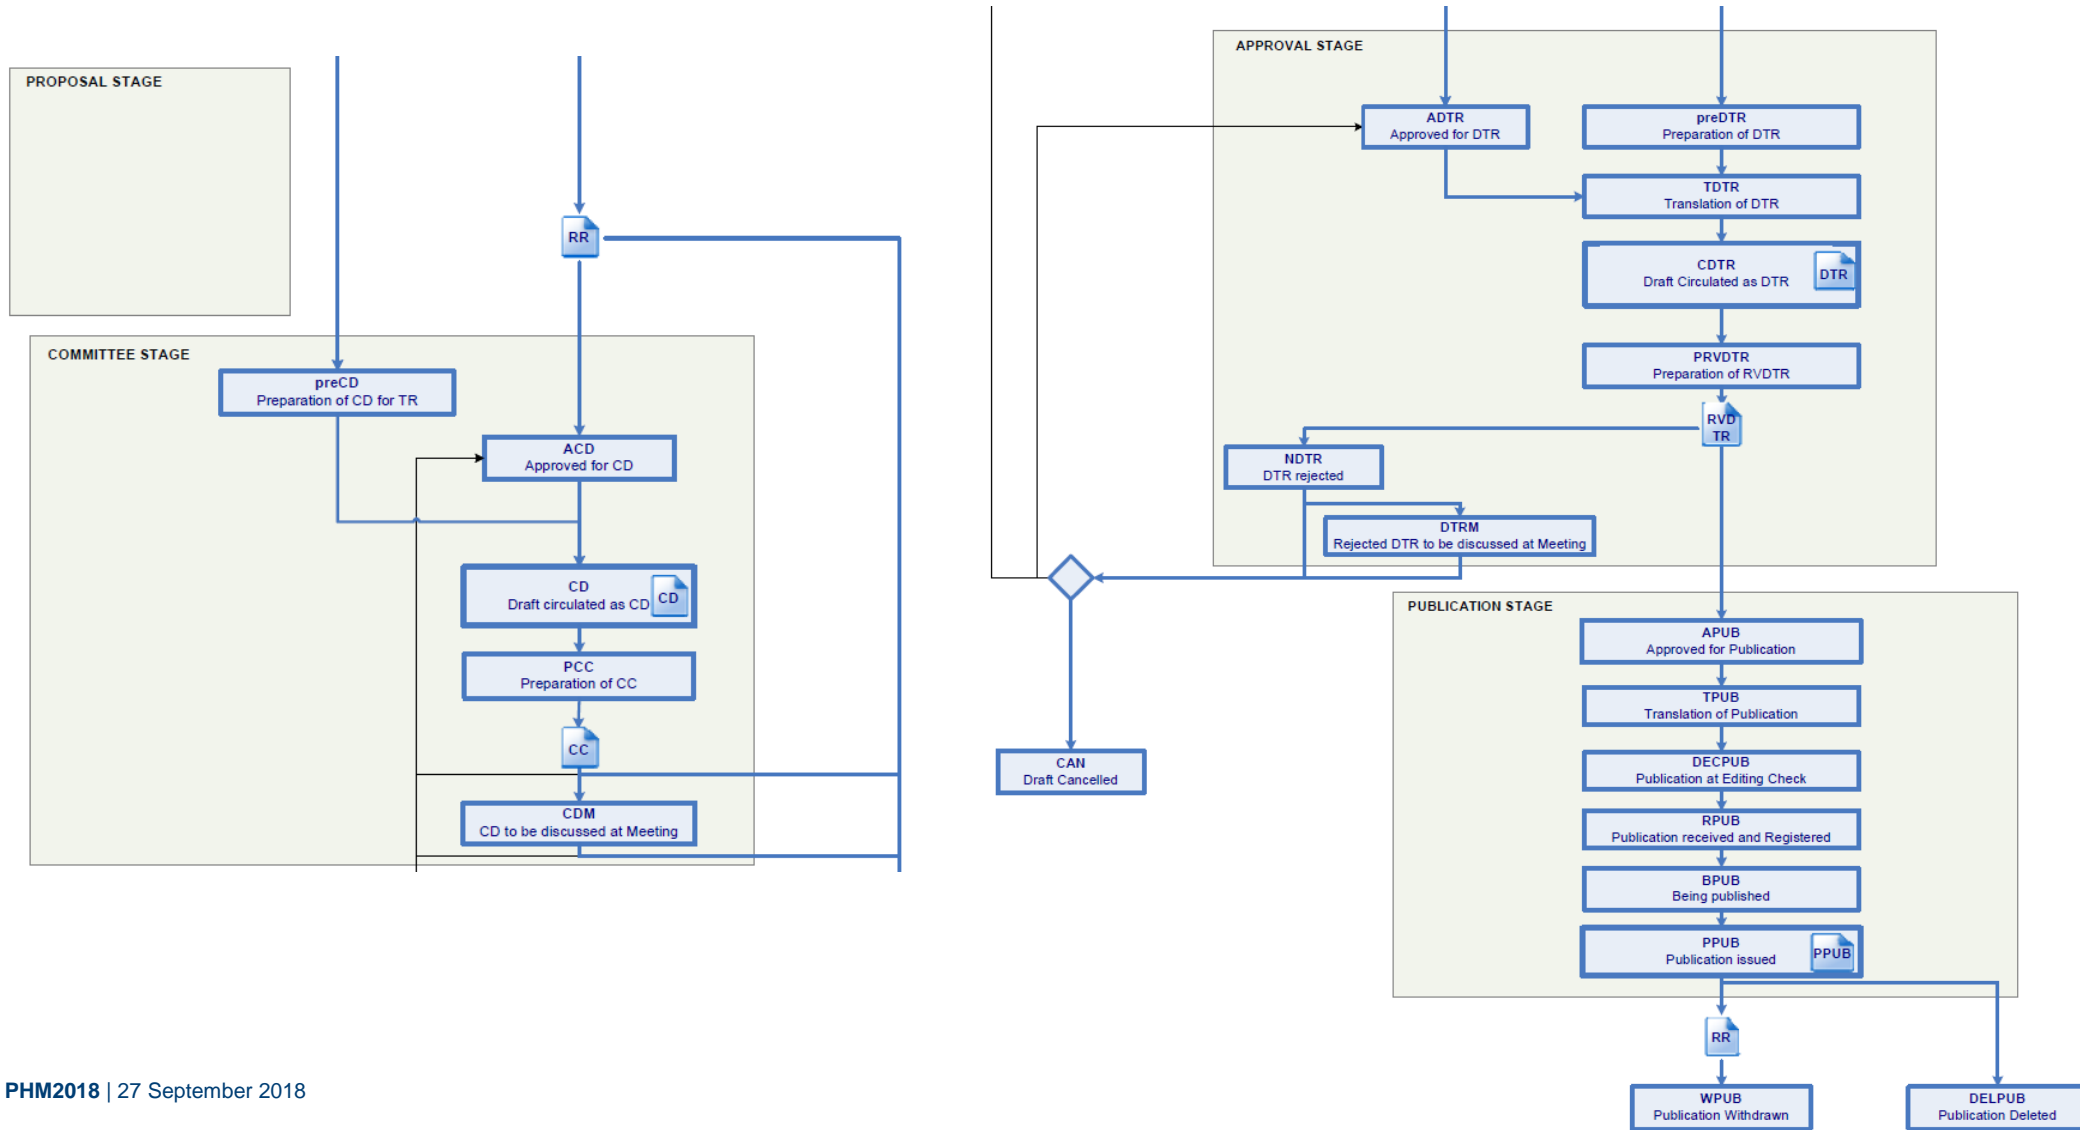 PROPOSAL STAGE
RR
COMMITTEE STAGE
preCD
Preparation of CD for TR
ACD
Approved for CD
CD
Draft circulated as CD
CD
PCC
Preparation of CC
CC
CDM
CD to be discussed at Meeting
APPROVAL STAGE
ADTR
Approved for DTR
preDTR
Preparation of DTR
TDTR
Translation of DTR
CDTR
Draft Circulated as DTR
DTR
PRVDTR
Preparation of RVDTR
RVD
TR
NDTR
DTR rejected
DTRM
Rejected DTR to be discussed at Meeting
CAN
Draft Cancelled
PUBLICATION STAGE
APUB
Approved for Publication
TPUB
Translation of Publication
DECPUB
Publication at Editing Check
RPUB
Publication received and Registered
BPUB
Being published
PPUB
Publication issued
PPUB
RR
WPUB
Publication Withdrawn
DELPUB
Publication Deleted
PHM2018 | 27 September 2018